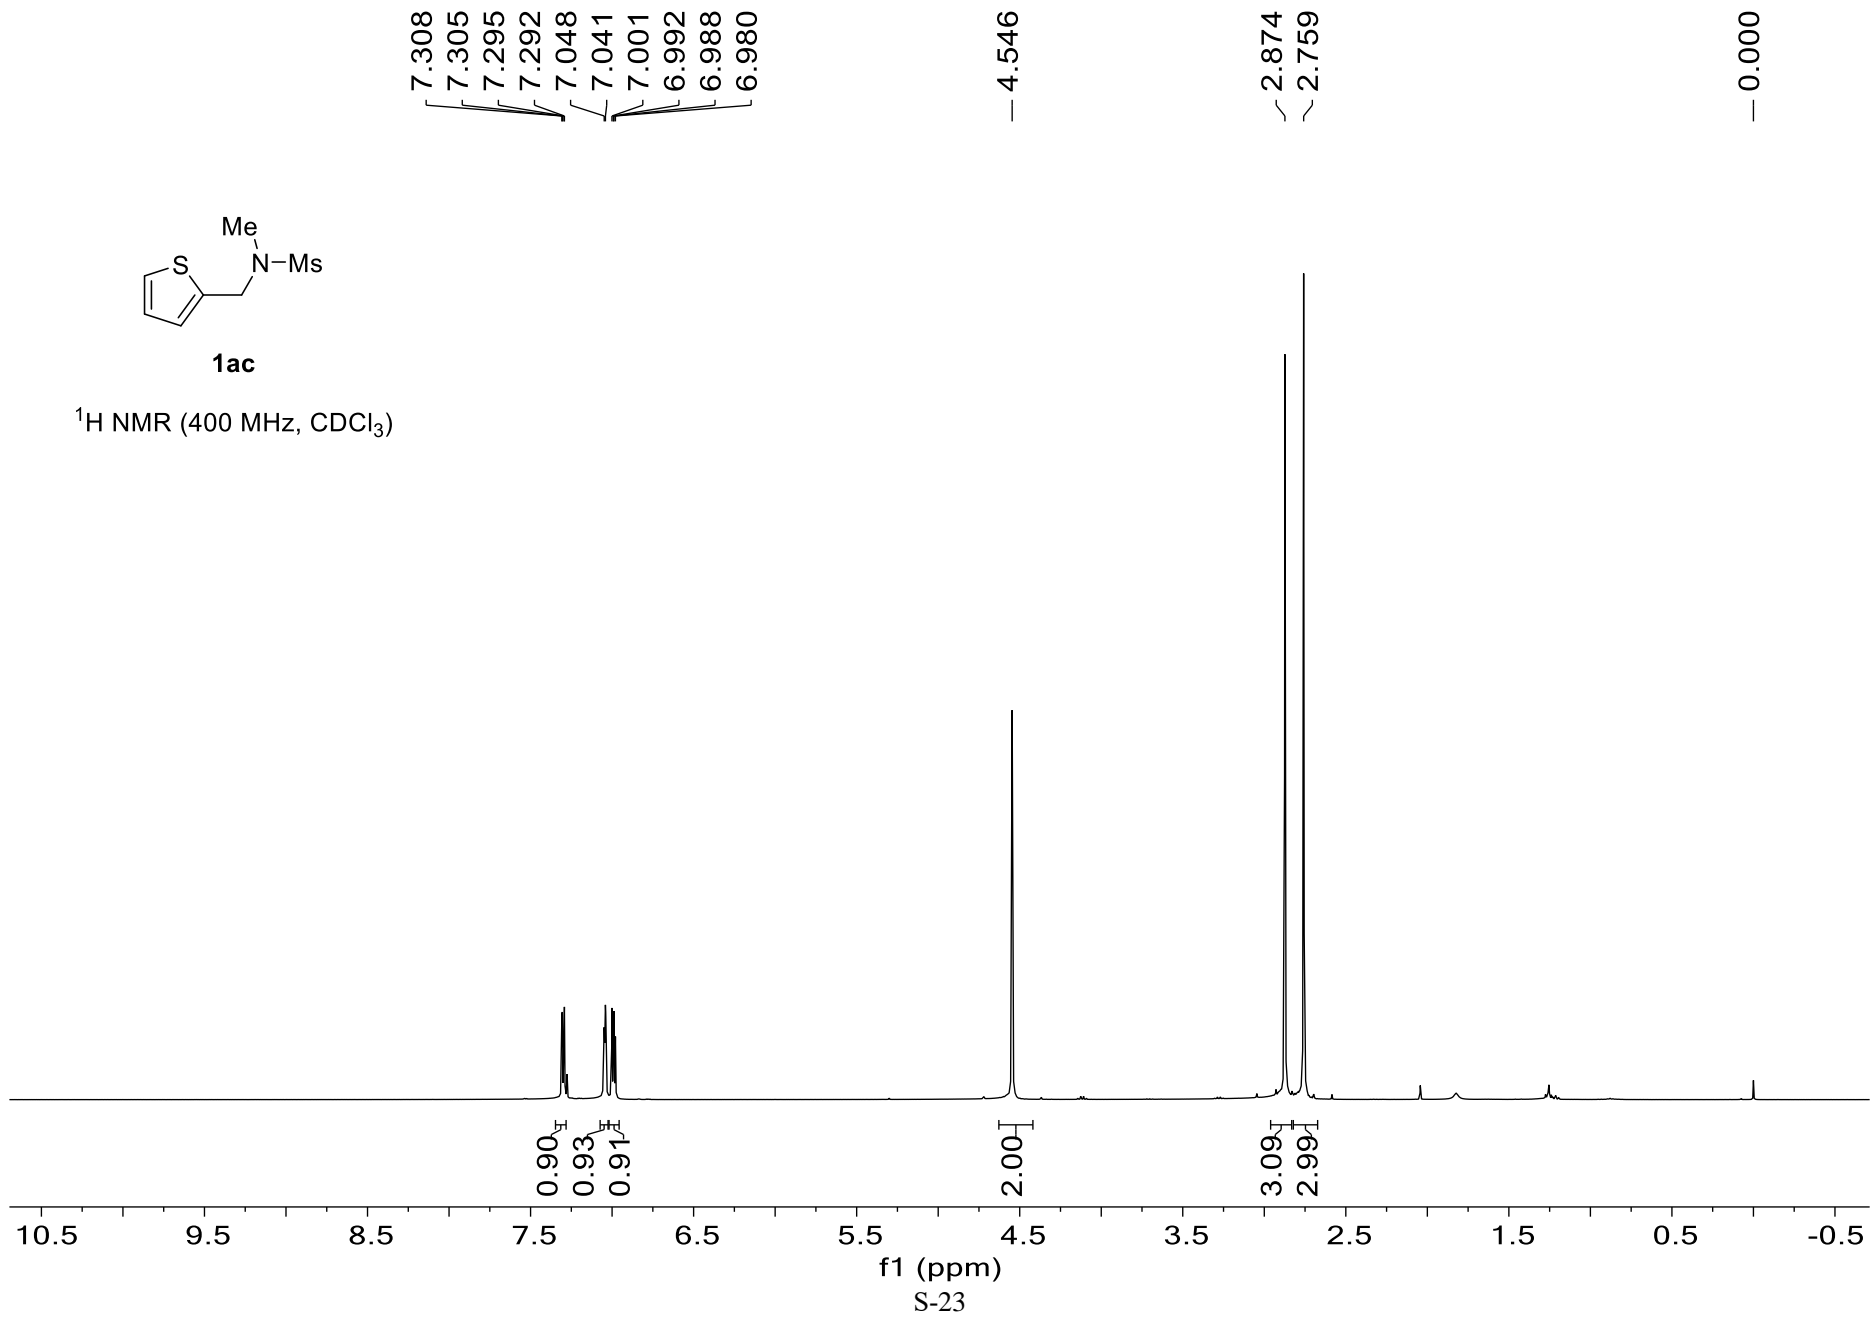 7.308
7.305
7.295
7.292
7.048
7.041
7.001
6.992
6.988
6.980
4.546
2.874
2.759
0.000
Me
S
N
Ms
1ac
¹H NMR (400 MHz, CDCl₃)
0.90
0.93
0.91
2.00
3.09
2.99
10.5 9.5 8.5 7.5 6.5 5.5 4.5 3.5 2.5 1.5 0.5 -0.5
f1 (ppm)
S-23